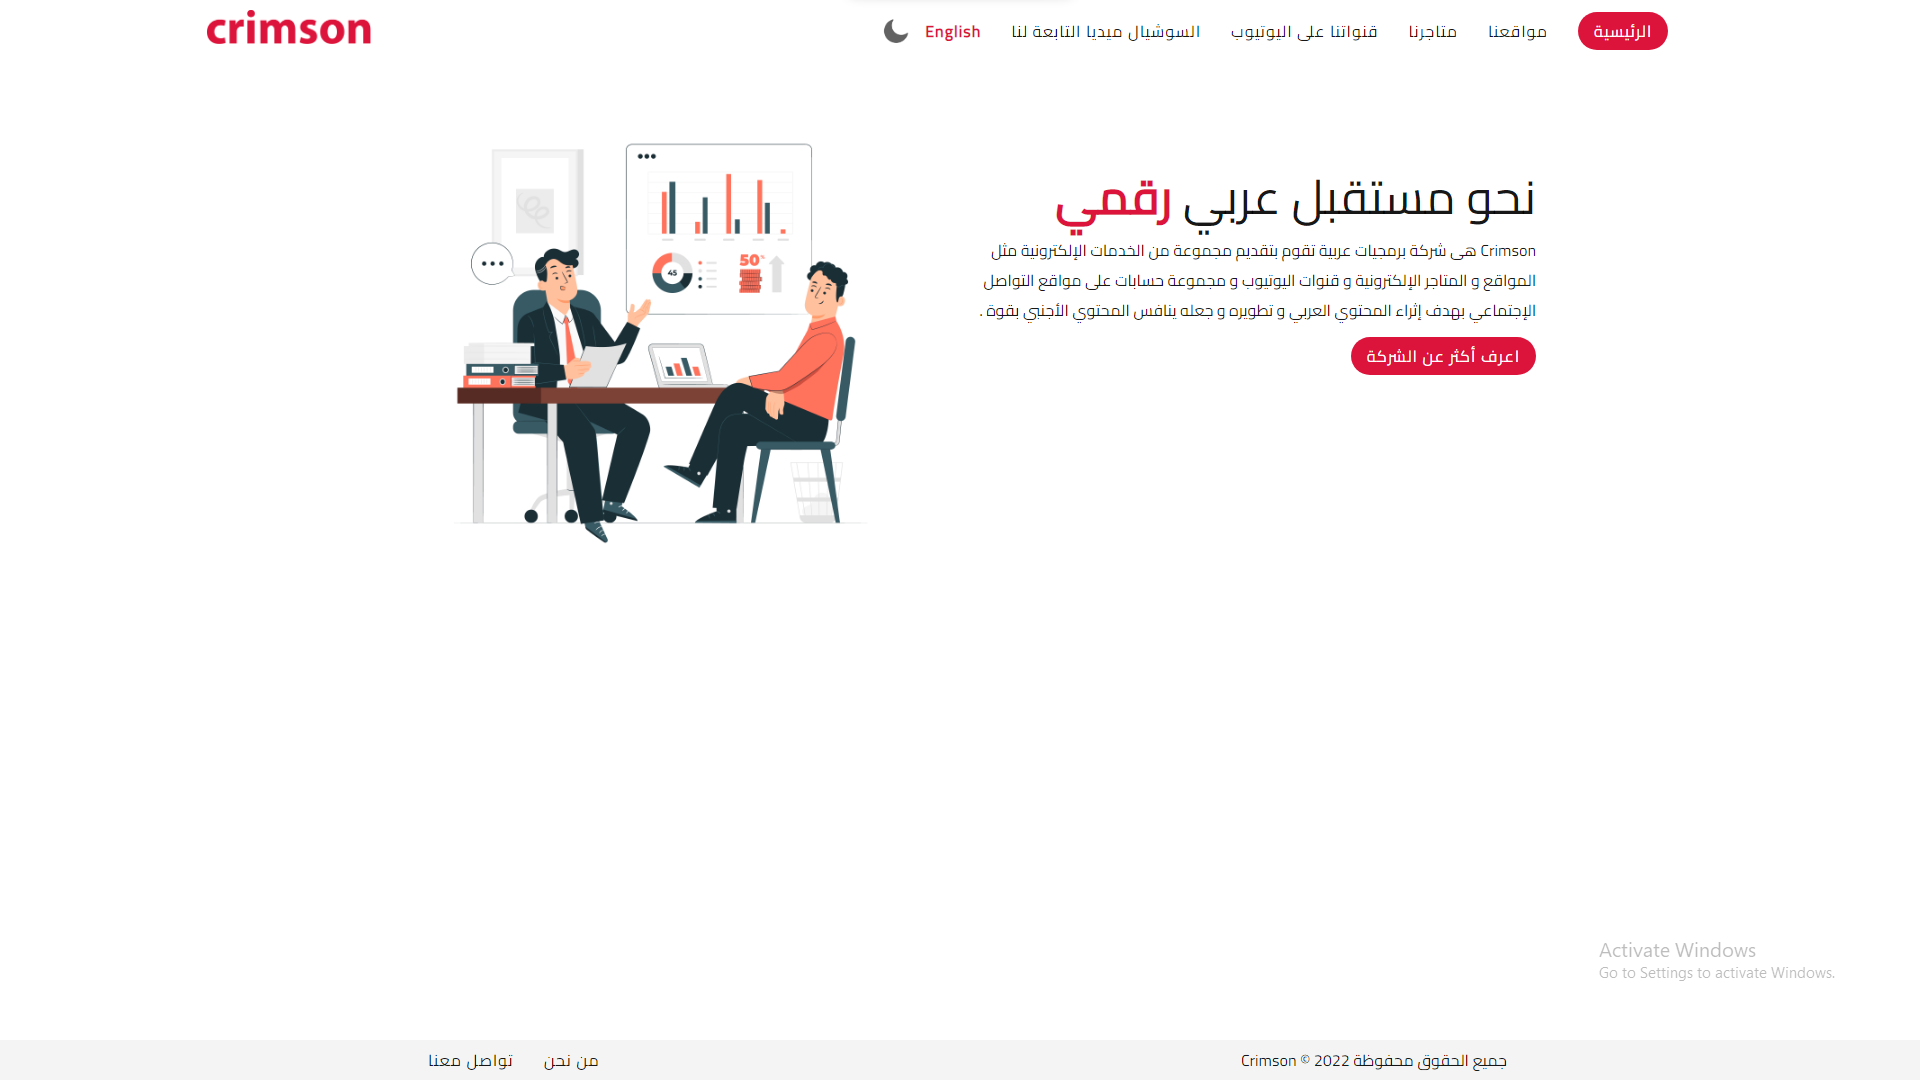 crimson
الرئيسية
مواقعنا
متاجرنا
قنواتنا على اليوتيوب
السوشيال ميديا التابعة لنا
English
نحو مستقبل عربي رقمي
Crimson هى شركة برمجيات عربية تقوم بتقديم مجموعة من الخدمات الإلكترونية مثل
المواقع و المتاجر الإلكترونية و قنوات اليوتيوب و مجموعة حسابات على مواقع التواصل
الإجتماعي بهدف إثراء المحتوي العربي و تطويره و جعله ينافس المحتوي الأجنبي بقوة .
اعرف أكثر عن الشركة
50%
45
Activate Windows
Go to Settings to activate Windows.
جميع الحقوق محفوظة Crimson © 2022
من نحن
تواصل معنا